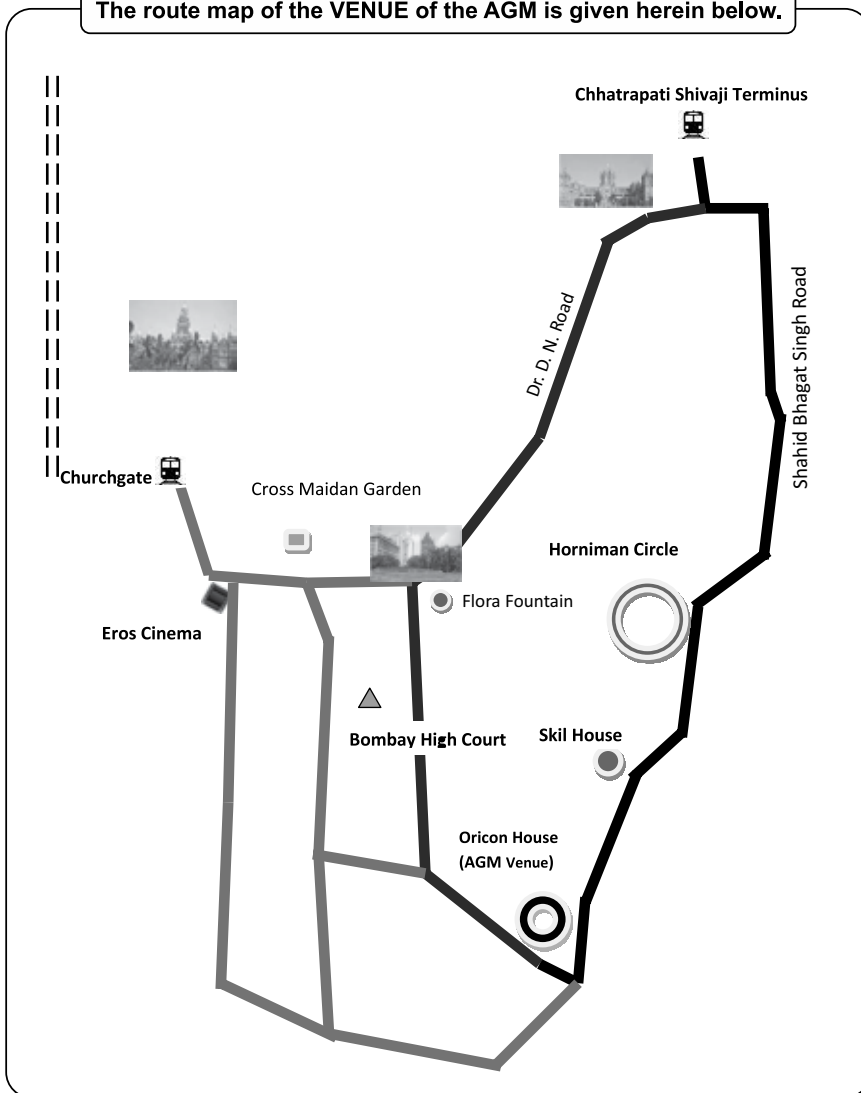 The route map of the VENUE of the AGM is given herein below.
Chhatrapati Shivaji Terminus
Dr. D. N. Road
Shahid Bhagat Singh Road
Churchgate
Cross Maidan Garden
Horniman Circle
Flora Fountain
Eros Cinema
Bombay High Court
Skil House
Oricon House
(AGM Venue)